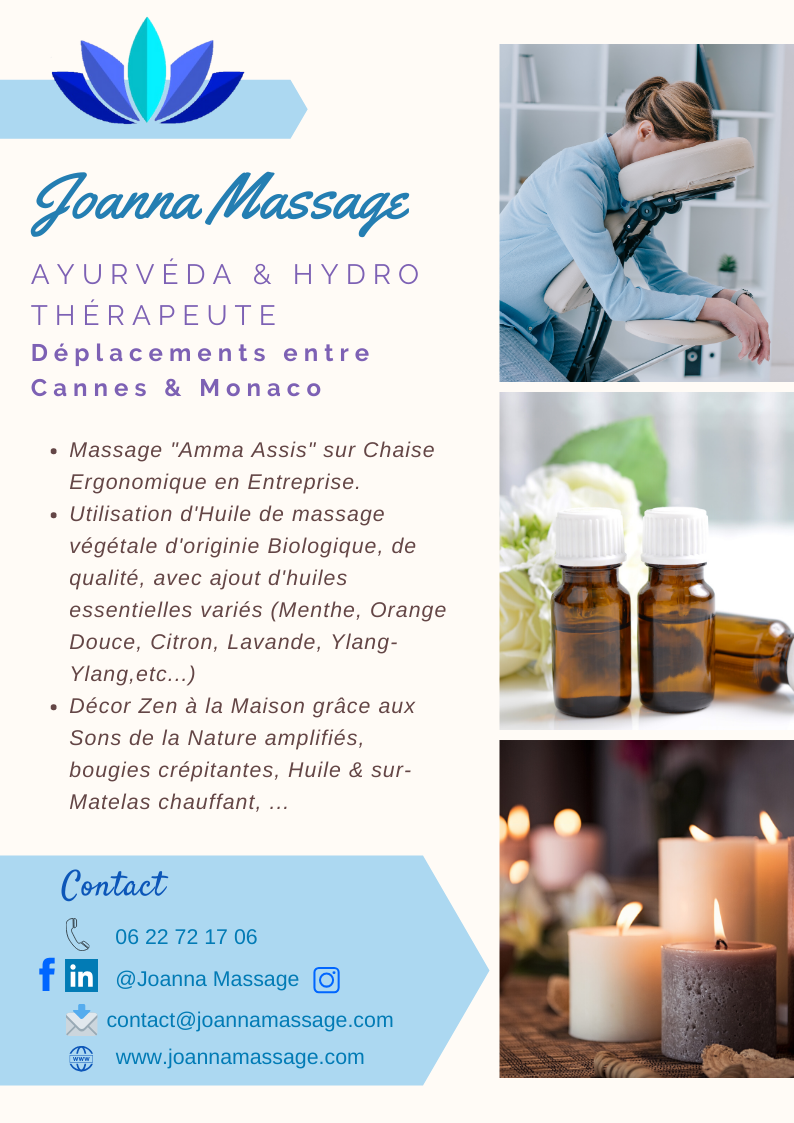 Joanna Massage
AYURVÉDA & HYDRO
THÉRAPEUTE
Déplacements entre
Cannes & Monaco
• Massage "Amma Assis" sur Chaise
Ergonomique en Entreprise.
• Utilisation d'Huile de massage
végétale d'originie Biologique, de
qualité, avec ajout d'huiles
essentielles variés (Menthe, Orange
Douce, Citron, Lavande, Ylang-
Ylang,etc...)
• Décor Zen à la Maison grâce aux
Sons de la Nature amplifiés,
bougies crépitantes, Huile & sur-
Matelas chauffant, ...
Contact
06 22 72 17 06
f in @Joanna Massage
contact@joannamassage.com
www www.joannamassage.com